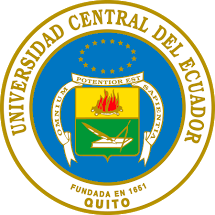 UNIVERSIDAD CENTRAL DEL ECUADOR
OMNIUM POTENTIOR EST SAPIENTIA
FUNDADA EN 1651
QUITO